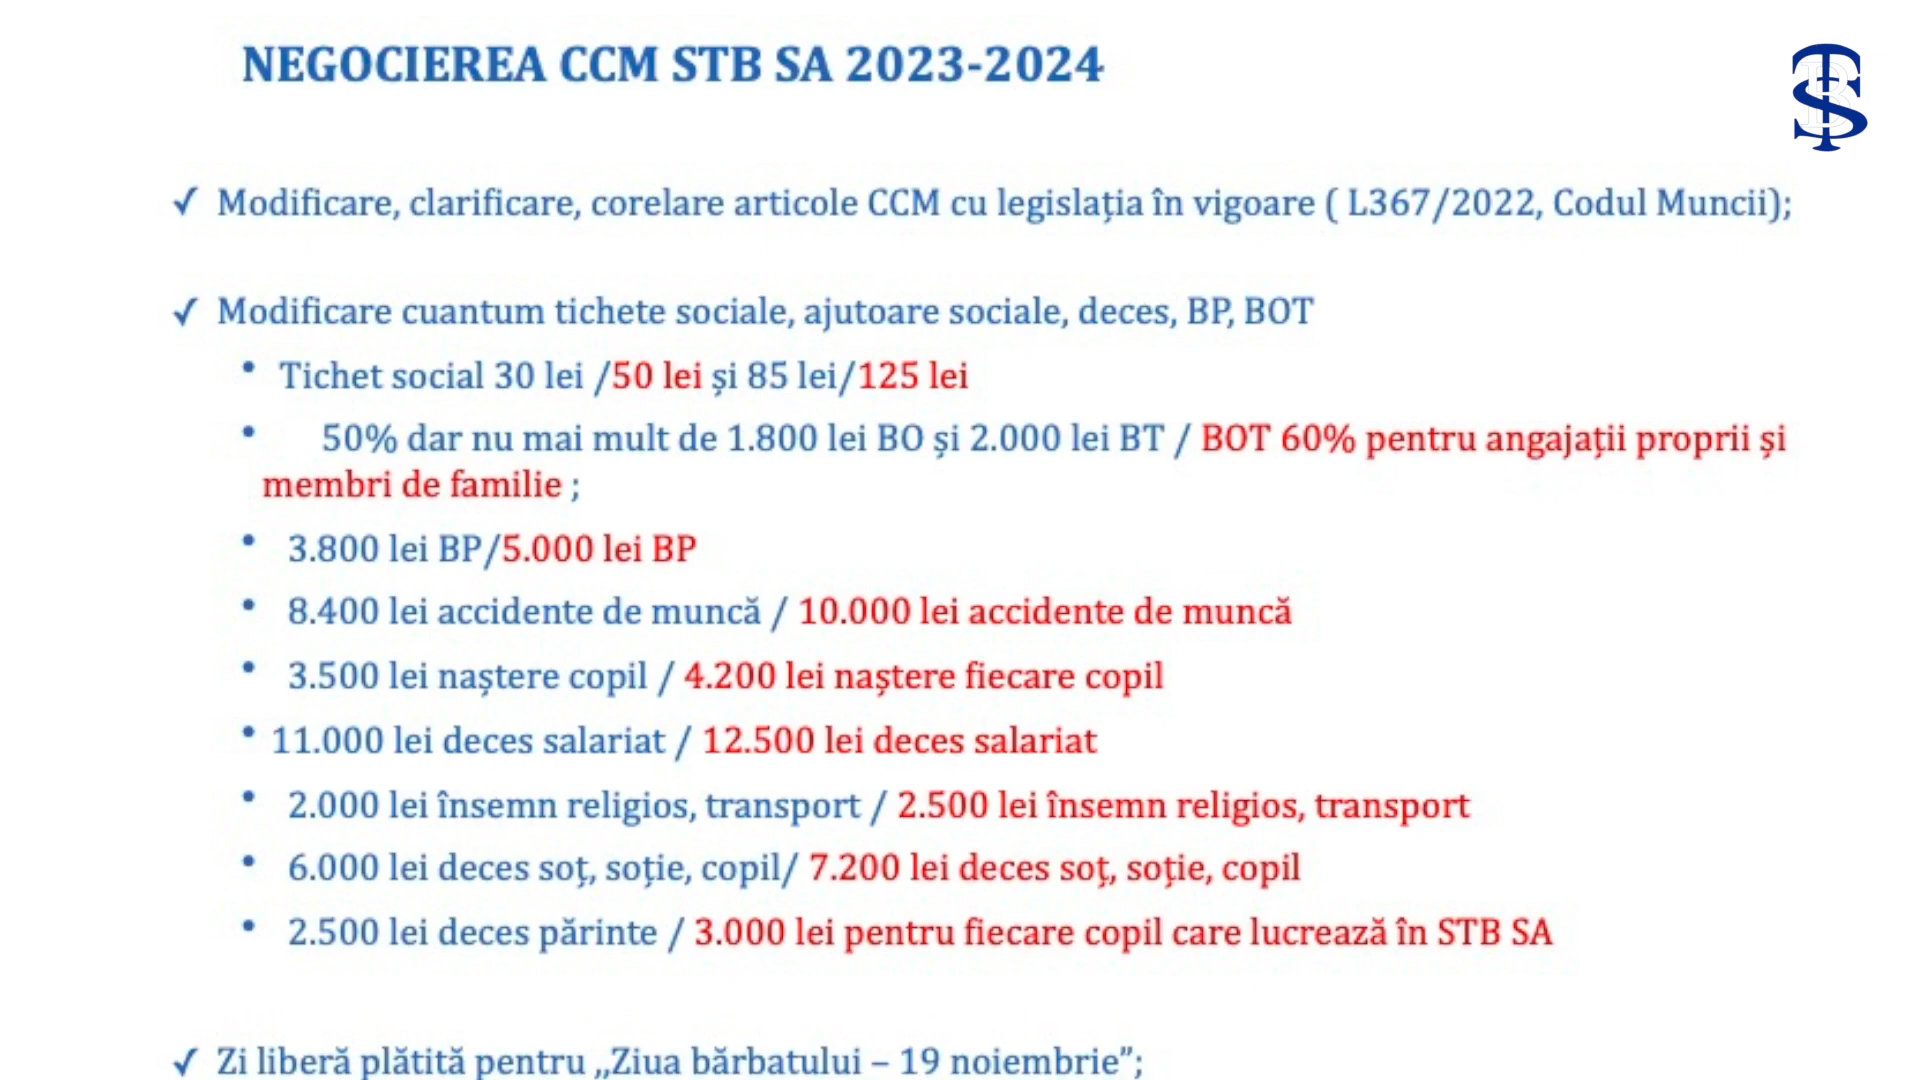 NEGOCIEREA CCM STB SA 2023-2024
STB
✓ Modificare, clarificare, corelare articole CCM cu legislația în vigoare ( L367/2022, Codul Muncii);
✓ Modificare cuantum tichete sociale, ajutoare sociale, deces, BP, BOT
• Tichet social 30 lei /50 lei și 85 lei/125 lei
• 50% dar nu mai mult de 1.800 lei BO și 2.000 lei BT / BOT 60% pentru angajații proprii și
membri de familie ;
• 3.800 lei BP/5.000 lei BP
• 8.400 lei accidente de muncă / 10.000 lei accidente de muncă
• 3.500 lei naștere copil / 4.200 lei naștere fiecare copil
• 11.000 lei deces salariat / 12.500 lei deces salariat
• 2.000 lei însemn religios, transport / 2.500 lei însemn religios, transport
• 6.000 lei deces soț, soție, copil/ 7.200 lei deces soț, soție, copil
• 2.500 lei deces părinte / 3.000 lei pentru fiecare copil care lucrează în STB SA
✓ Zi liberă plătită pentru „Ziua bărbatului – 19 noiembrie”;